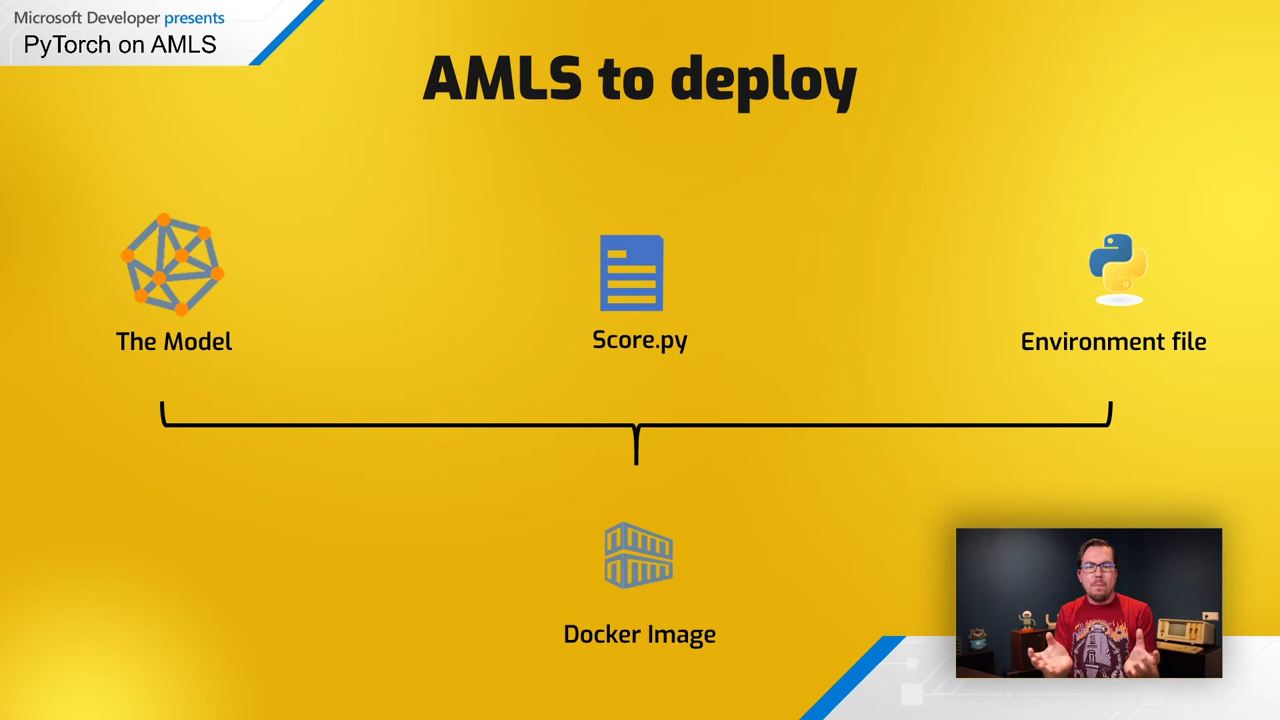 Microsoft Developer presents
PyTorch on AMLS
AMLS to deploy
The Model
Score.py
Environment file
Docker Image